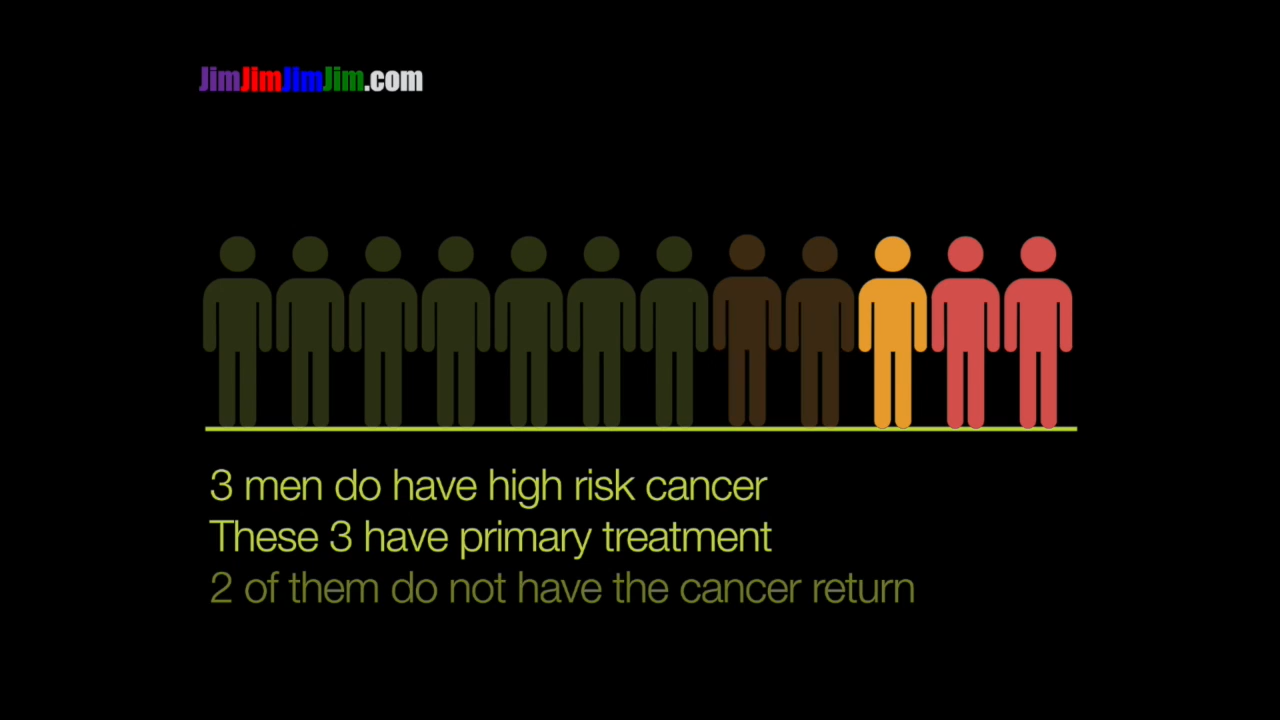 JimJimJimJim.com
3 men do have high risk cancer
These 3 have primary treatment
2 of them do not have the cancer return